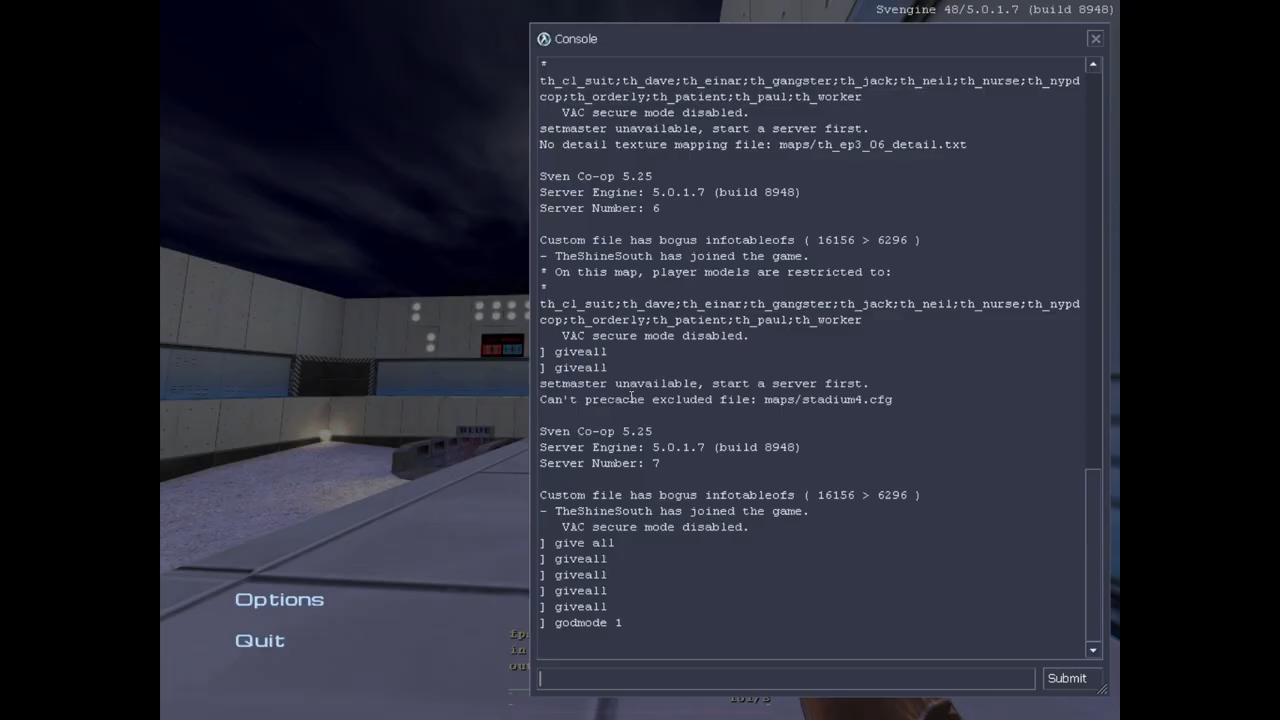 Svengine 48/5.0.1.7 (build 8948)
Console
*
th_cl_suit;th_dave;th_einar;th_gangster;th_jack;th_neil;th_nurse;th_nypd
cop;th_orderly;th_patient;th_paul;th_worker
VAC secure mode disabled.
setmaster unavailable, start a server first.
No detail texture mapping file: maps/th_ep3_06_detail.txt
Sven Co-op 5.25
Server Engine: 5.0.1.7 (build 8948)
Server Number: 6
Custom file has bogus infotableofs ( 16156 > 6296 )
- TheShineSouth has joined the game.
* On this map, player models are restricted to:
*
th_cl_suit;th_dave;th_einar;th_gangster;th_jack;th_neil;th_nurse;th_nypd
cop;th_orderly;th_patient;th_paul;th_worker
VAC secure mode disabled.
] giveall
] giveall
setmaster unavailable, start a server first.
Can't precache excluded file: maps/stadium4.cfg
Sven Co-op 5.25
Server Engine: 5.0.1.7 (build 8948)
Server Number: 7
Custom file has bogus infotableofs ( 16156 > 6296 )
- TheShineSouth has joined the game.
VAC secure mode disabled.
] give all
] giveall
] giveall
] giveall
] giveall
] godmode 1
Submit
BLUE
Options
Quit
fp
in
ou